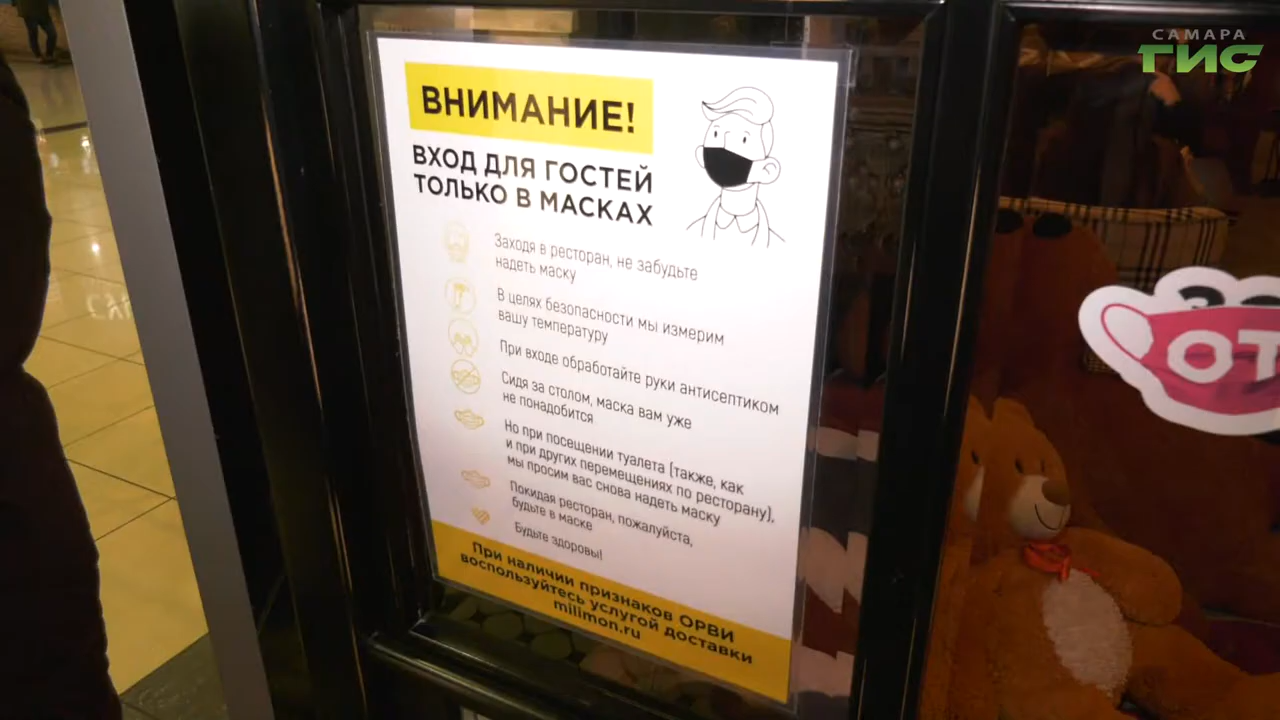 САМАРА
ГИС
ВНИМАНИЕ!
ВХОД ДЛЯ ГОСТЕЙ
ТОЛЬКО В МАСКАХ
Заходя в ресторан, не забудьте
надеть маску
В целях безопасности мы измерим
вашу температуру
При входе обработайте руки антисептиком
Сидя за столом, маска вам уже
не понадобится
Но при посещении туалета (также, как
и при других перемещениях по ресторану),
мы просим вас снова надеть маску
Покидая ресторан, пожалуйста,
будьте в маске
Будьте здоровы!
При наличии признаков ОРВИ
воспользуйтесь услугой доставки
milimon.ru
ОТ